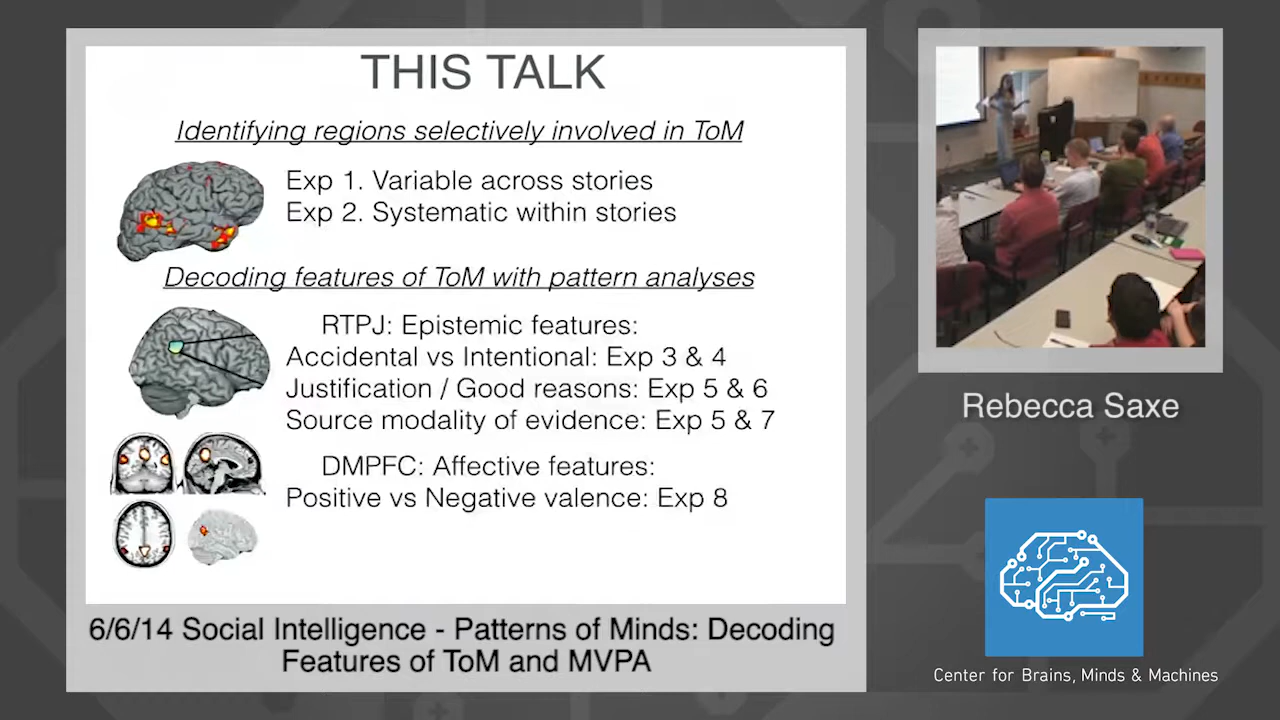 THIS TALK
Identifying regions selectively involved in ToM
Exp 1. Variable across stories
Exp 2. Systematic within stories
Decoding features of ToM with pattern analyses
RTPJ: Epistemic features:
Accidental vs Intentional: Exp 3 & 4
Justification / Good reasons: Exp 5 & 6
Source modality of evidence: Exp 5 & 7
DMPFC: Affective features:
Positive vs Negative valence: Exp 8
6/6/14 Social Intelligence - Patterns of Minds: Decoding
Features of ToM and MVPA
Rebecca Saxe
Center for Brains, Minds & Machines